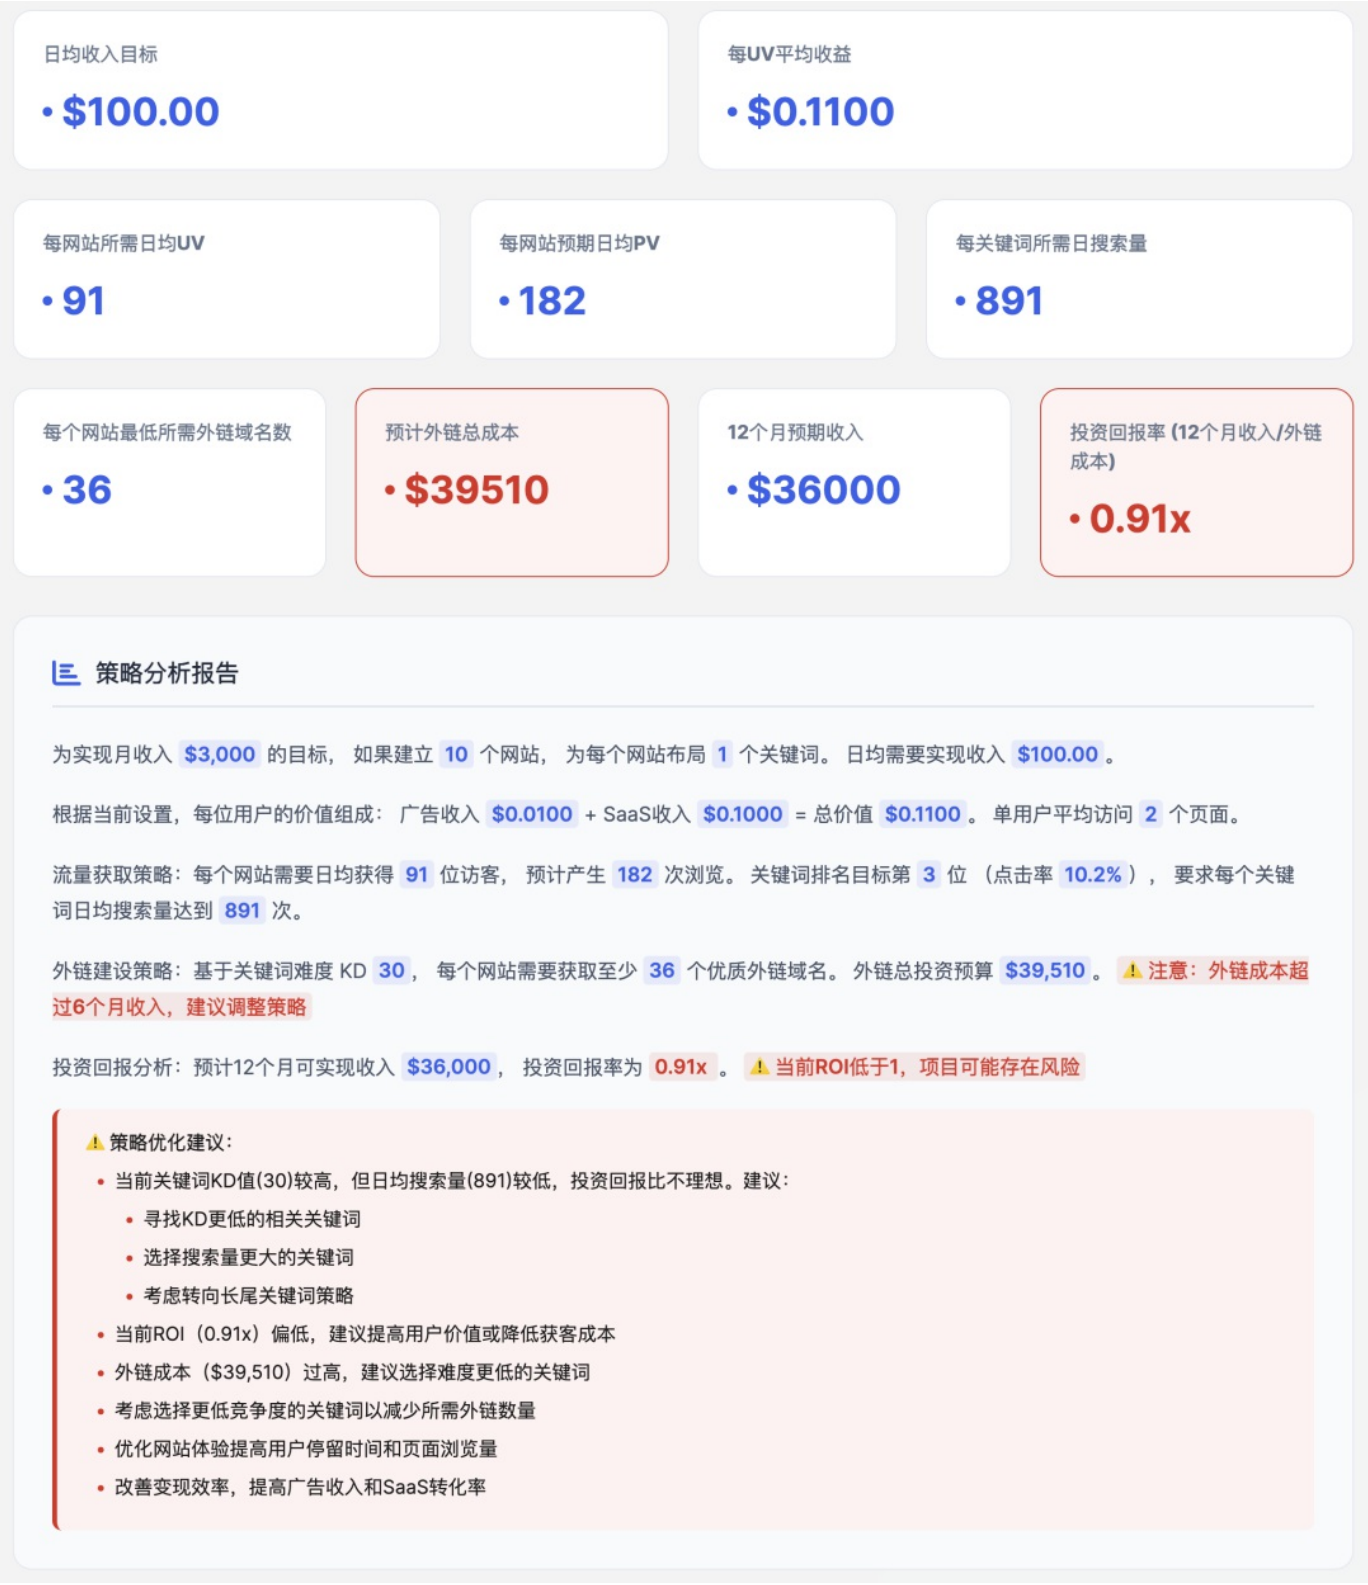 日均收入目标
• $100.00
每UV平均收益
• $0.1100
每网站所需日均UV
• 91
每网站预期日均PV
• 182
每关键词所需日搜索量
• 891
每个网站最低所需外链域名数
• 36
预计外链总成本
• $39510
12个月预期收入
• $36000
投资回报率 (12个月收入/外链
成本)
• 0.91x
策略分析报告
为实现月收入 $3,000 的目标， 如果建立 10 个网站， 为每个网站布局 1 个关键词。 日均需要实现收入 $100.00 。
根据当前设置，每位用户的价值组成： 广告收入 $0.0100 + SaaS收入 $0.1000 = 总价值 $0.1100 。 单用户平均访问 2 个页面。
流量获取策略：每个网站需要日均获得 91 位访客， 预计产生 182 次浏览。 关键词排名目标第 3 位 （点击率 10.2% ）， 要求每个关键
词日均搜索量达到 891 次。
外链建设策略：基于关键词难度 KD 30 ， 每个网站需要获取至少 36 个优质外链域名。 外链总投资预算 $39,510 。 ⚠️ 注意：外链成本超
过6个月收入，建议调整策略
投资回报分析：预计12个月可实现收入 $36,000 ， 投资回报率为 0.91x 。 ⚠️ 当前ROI低于1，项目可能存在风险
⚠️ 策略优化建议：
• 当前关键词KD值(30)较高，但日均搜索量(891)较低，投资回报比不理想。建议：
• 寻找KD更低的相关关键词
• 选择搜索量更大的关键词
• 考虑转向长尾关键词策略
• 当前ROI（0.91x）偏低，建议提高用户价值或降低获客成本
• 外链成本（$39,510）过高，建议选择难度更低的关键词
• 考虑选择更低竞争度的关键词以减少所需外链数量
• 优化网站体验提高用户停留时间和页面浏览量
• 改善变现效率，提高广告收入和SaaS转化率